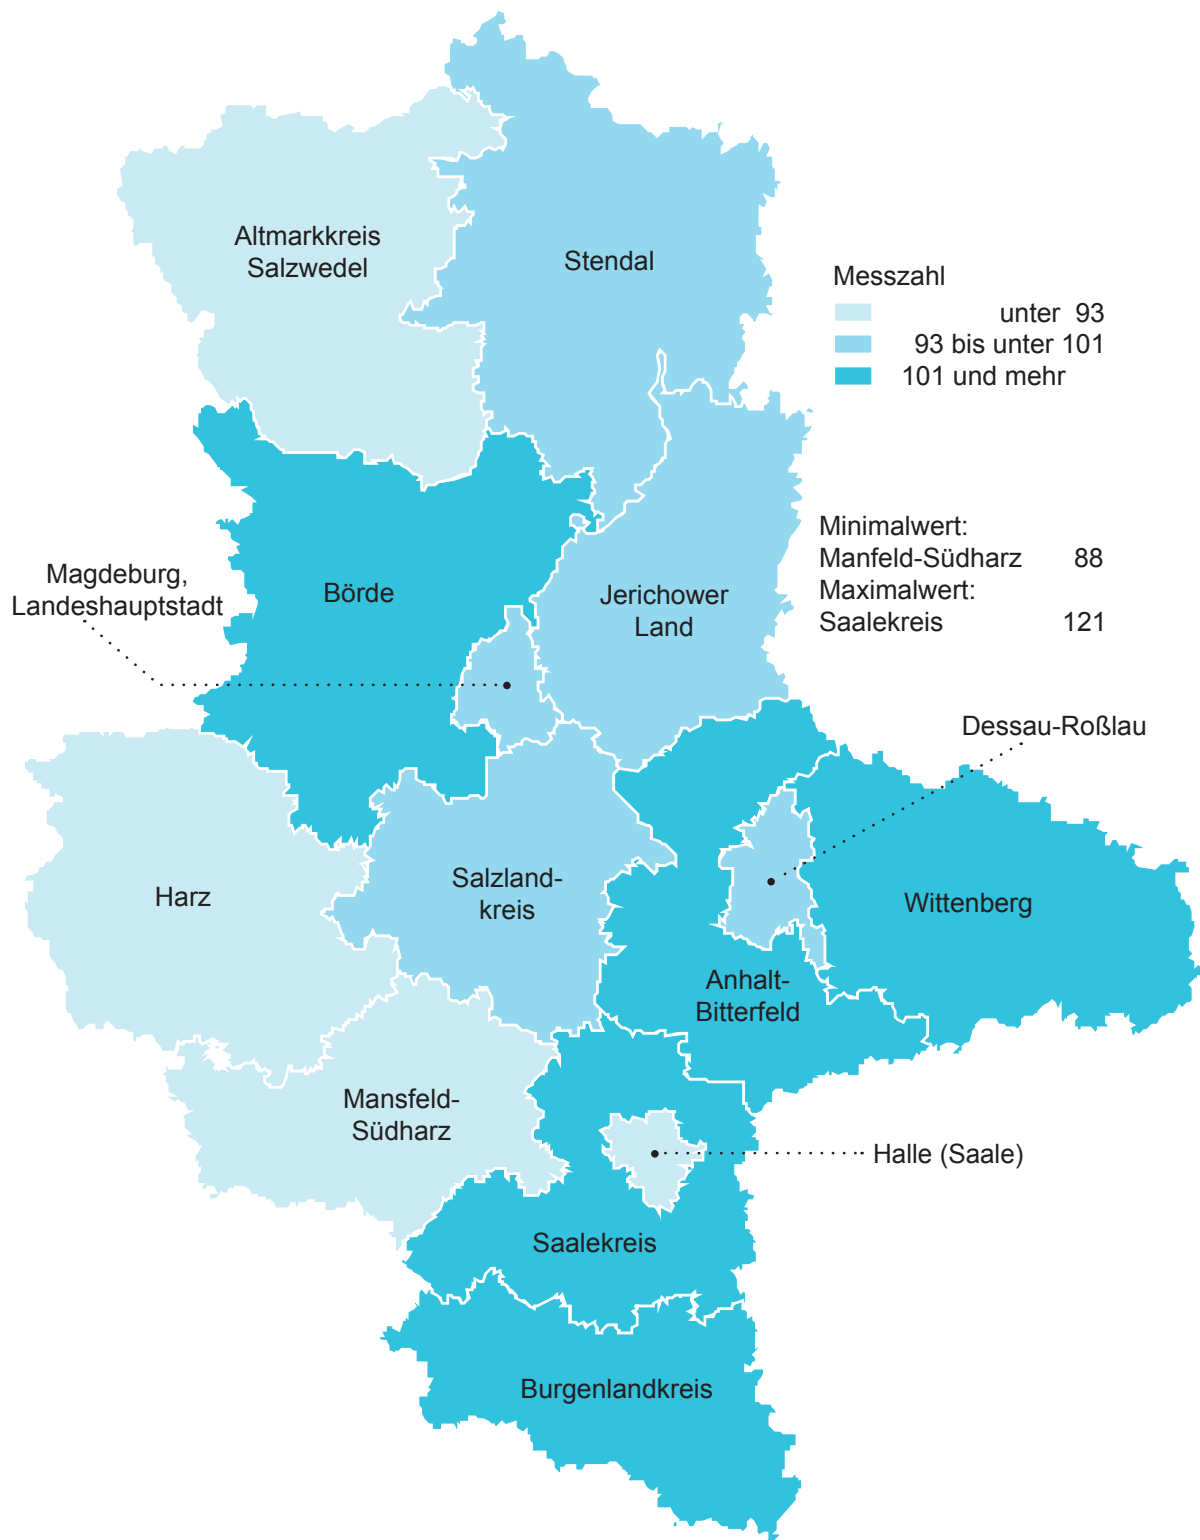 Altmarkkreis
Salzwedel
Stendal
Messzahl
unter 93
93 bis unter 101
101 und mehr
Minimalwert:
Manfeld-Südharz 88
Maximalwert:
Saalekreis 121
Magdeburg,
Landeshauptstadt
Börde
Jerichower
Land
Dessau-Roßlau
Harz
Salzland-
kreis
Wittenberg
Anhalt-
Bitterfeld
Mansfeld-
Südharz
Halle (Saale)
Saalekreis
Burgenlandkreis